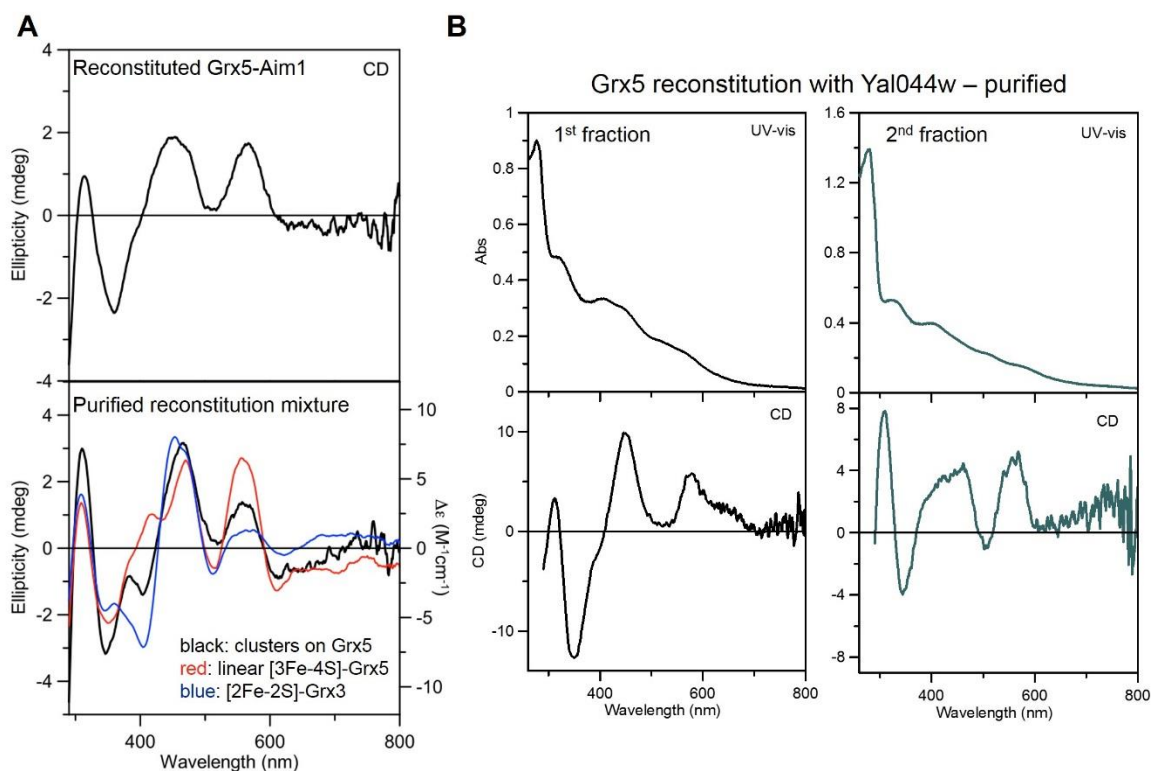 A
Reconstituted Grx5-Aim1
CD
4
2
0
-2
-4
Ellipticity (mdeg)
Purified reconstitution mixture
4
2
0
-2
-4
Ellipticity (mdeg)
10
5
0
-5
-10
Δε (M⁻¹cm⁻¹)
black: clusters on Grx5
red: linear [3Fe-4S]-Grx5
blue: [2Fe-2S]-Grx3
400
600
800
Wavelength (nm)
B
Grx5 reconstitution with Yal044w – purified
1st fraction
UV-vis
1
0.8
0.6
0.4
0.2
0
Abs
CD
10
0
-10
CD (mdeg)
400
600
800
Wavelength (nm)
2nd fraction
UV-vis
1.6
1.2
0.8
0.4
0
CD
8
4
0
-4
-8
400
600
800
Wavelength (nm)